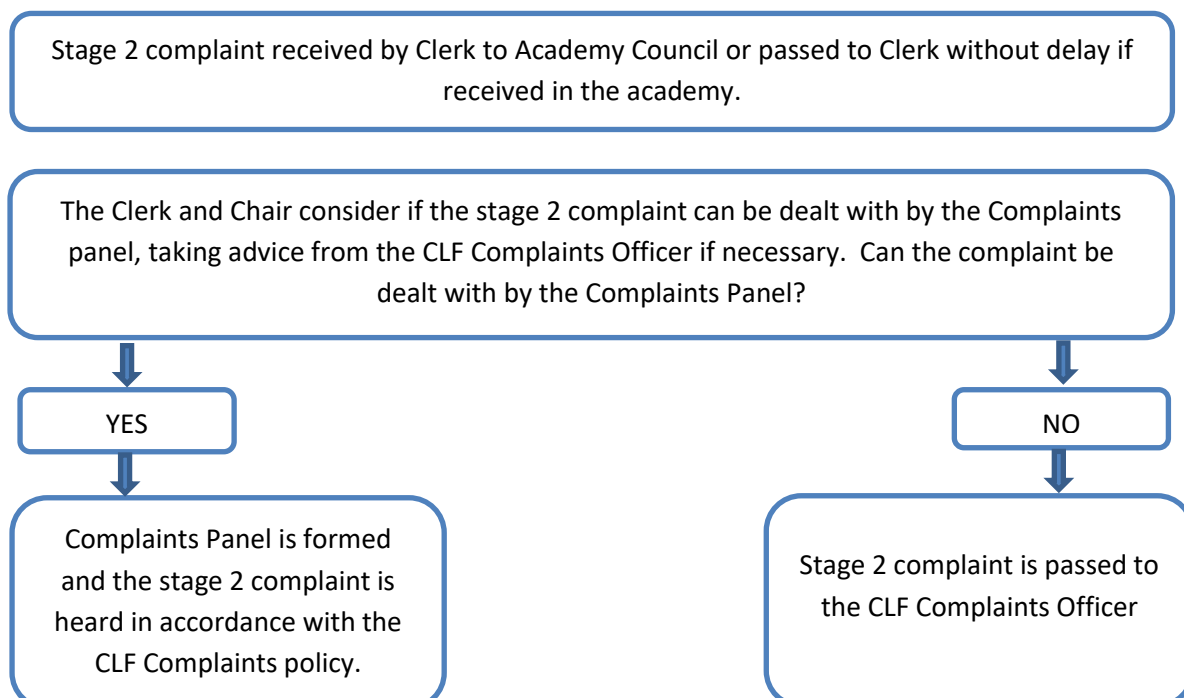 Stage 2 complaint received by Clerk to Academy Council or passed to Clerk without delay if
received in the academy.
The Clerk and Chair consider if the stage 2 complaint can be dealt with by the Complaints
panel, taking advice from the CLF Complaints Officer if necessary.  Can the complaint be
dealt with by the Complaints Panel?
YES
NO
Complaints Panel is formed
and the stage 2 complaint is
heard in accordance with the
CLF Complaints policy.
Stage 2 complaint is passed to
the CLF Complaints Officer